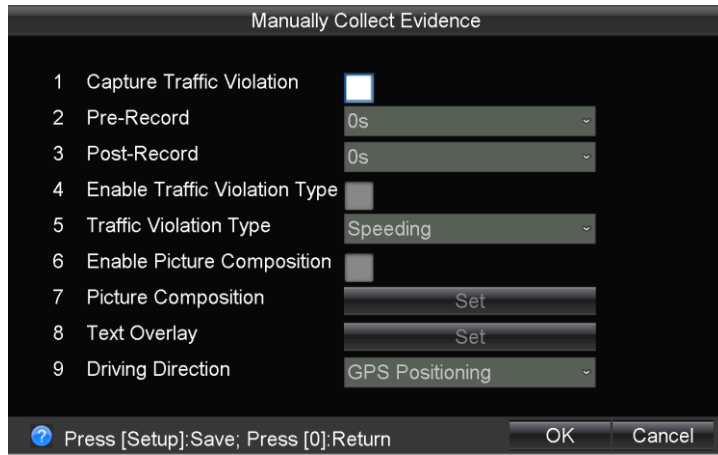 Manually Collect Evidence
1 Capture Traffic Violation
2 Pre-Record 0s
3 Post-Record 0s
4 Enable Traffic Violation Type
5 Traffic Violation Type Speeding
6 Enable Picture Composition
7 Picture Composition Set
8 Text Overlay Set
9 Driving Direction GPS Positioning
? Press [Setup]:Save; Press [0]:Return OK Cancel